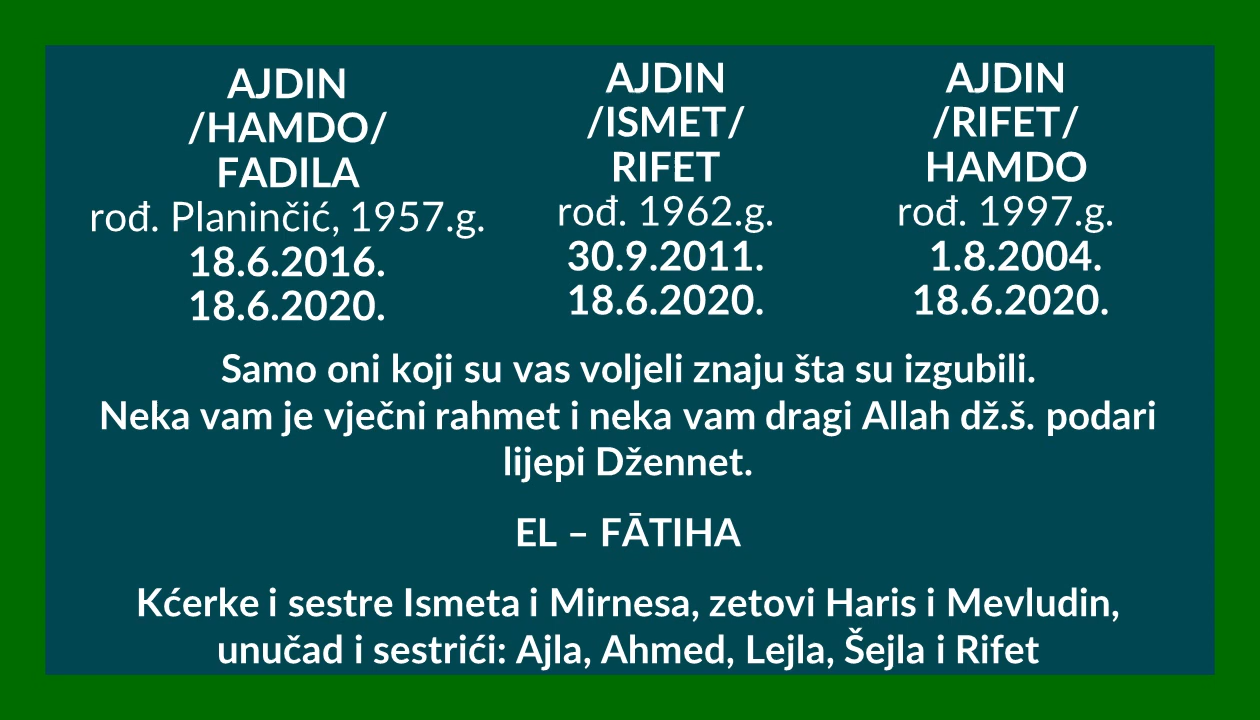 AJDIN
/HAMDO/
FADILA
rođ. Planinčić, 1957.g.
18.6.2016.
18.6.2020.
AJDIN
/ISMET/
RIFET
rođ. 1962.g.
30.9.2011.
18.6.2020.
AJDIN
/RIFET/
HAMDO
rođ. 1997.g.
1.8.2004.
18.6.2020.
Samo oni koji su vas voljeli znaju šta su izgubili.
Neka vam je vječni rahmet i neka vam dragi Allah dž.š. podari
lijepi Džennet.
EL – FĀTIHA
Kćerke i sestre Ismeta i Mirnesa, zetovi Haris i Mevludin,
unučad i sestrići: Ajla, Ahmed, Lejla, Šejla i Rifet